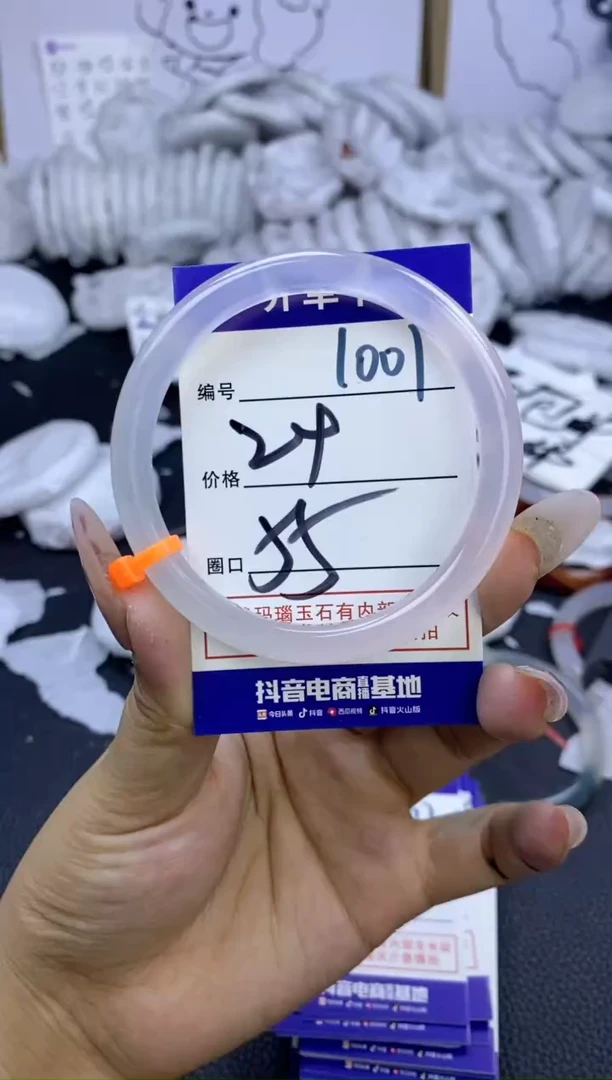 编号 1001
价格 24
圈口 55
玛瑙玉石有内部
抖音电商直播基地
今日头条 抖音 西瓜视频 抖音火山版
抖音电商直播基地